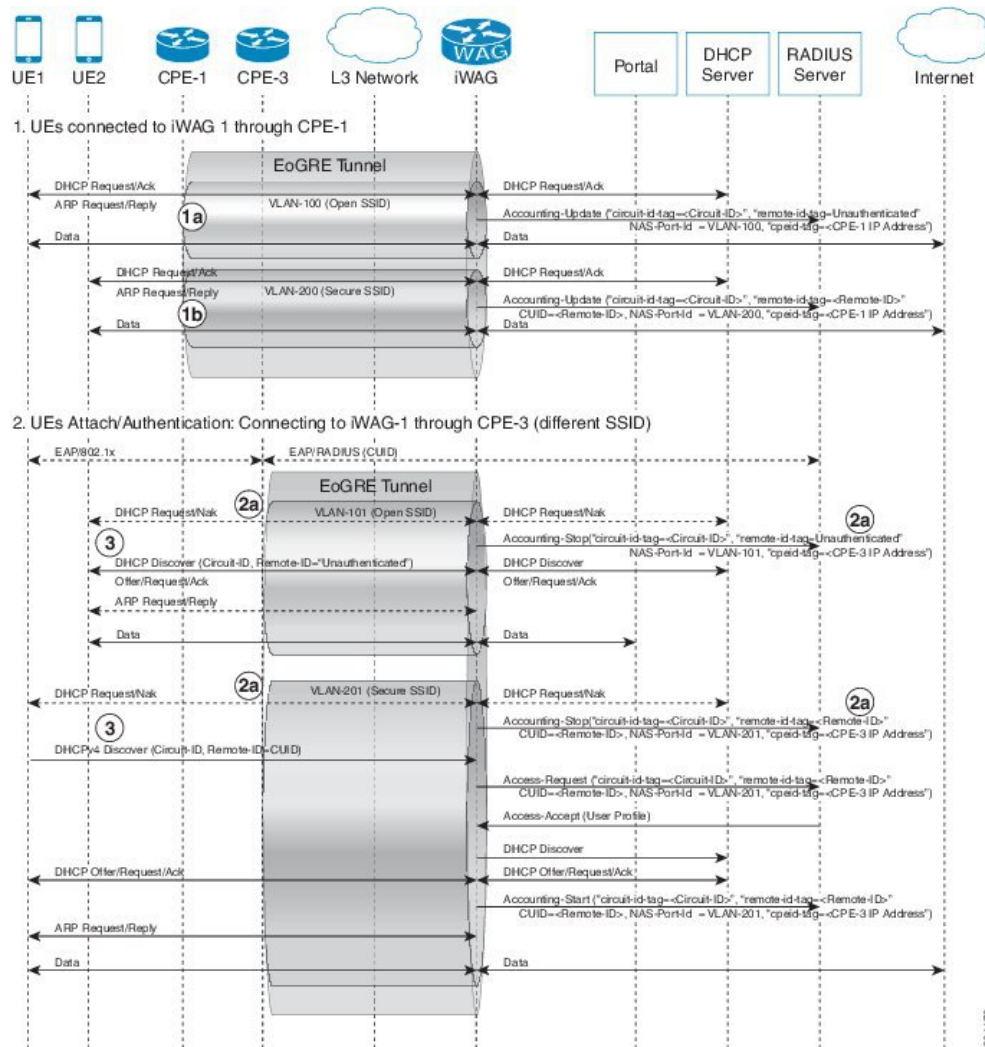 UE1 UE2 CPE-1 CPE-3 L3 Network iWAG Portal DHCP Server RADIUS Server Internet
WAG
1. UEs connected to iWAG 1 through CPE-1
EoGRE Tunnel
DHCP Request/Ack
DHCP Request/Ack
ARP Request/Reply
1a
VLAN-100 (Open SSID)
Accounting-Update ("circuit-id-tag=<Circuit-ID>", "remote-id-tag=Unauthenticated"
NAS-Port-Id = VLAN-100, "cpeid-tag=<CPE-1 IP Address")
Data
Data
DHCP Request/Ack
DHCP Request/Ack
ARP Request/Reply
VLAN-200 (Secure SSID)
Accounting-Update ("circuit-id-tag=<Circuit-ID>", "remote-id-tag=<Remote-ID>"
CUID=<Remote-ID>, NAS-Port-Id = VLAN-200, "cpeid-tag=<CPE-1 IP Address")
1b
Data
Data
2. UEs Attach/Authentication: Connecting to iWAG-1 through CPE-3 (different SSID)
EAP/802.1x
EAP/RADIUS (CUID)
EoGRE Tunnel
DHCP Request/Nak
2a
VLAN-101 (Open SSID)
DHCP Request/Nak
2a
3
Accounting-Stop("circuit-id-tag=<Circuit-ID>", "remote-id-tag=Unauthenticated"
NAS-Port-Id = VLAN-101, "cpeid-tag=<CPE-3 IP Address")
DHCP Discover (Circuit-ID, Remote-ID="Unauthenticated")
DHCP Discover
Offer/Request/Ack
Offer/Request/Ack
ARP Request/Reply
Data
Data
DHCP Request/Nak
2a
VLAN-201 (Secure SSID)
DHCP Request/Nak
2a
3
Accounting-Stop("circuit-id-tag=<Circuit-ID>", "remote-id-tag=<Remote-ID>"
CUID=<Remote-ID>, NAS-Port-Id = VLAN-201, "cpeid-tag=<CPE-3 IP Address")
DHCPv4 Discover (Circuit-ID, Remote-ID=CUID)
Access-Request ("circuit-id-tag=<Circuit-ID>", "remote-id-tag=<Remote-ID>"
CUID=<Remote-ID>, NAS-Port-Id = VLAN-201, "cpeid-tag=<CPE-3 IP Address")
Access-Accept (User Profile)
DHCP Discover
DHCP Offer/Request/Ack
DHCP Offer/Request/Ack
Accounting-Start ("circuit-id-tag=<Circuit-ID>", "remote-id-tag=<Remote-ID>"
CUID=<Remote-ID>, NAS-Port-Id = VLAN-201, "cpeid-tag=<CPE-3 IP Address")
ARP Request/Reply
Data
Data